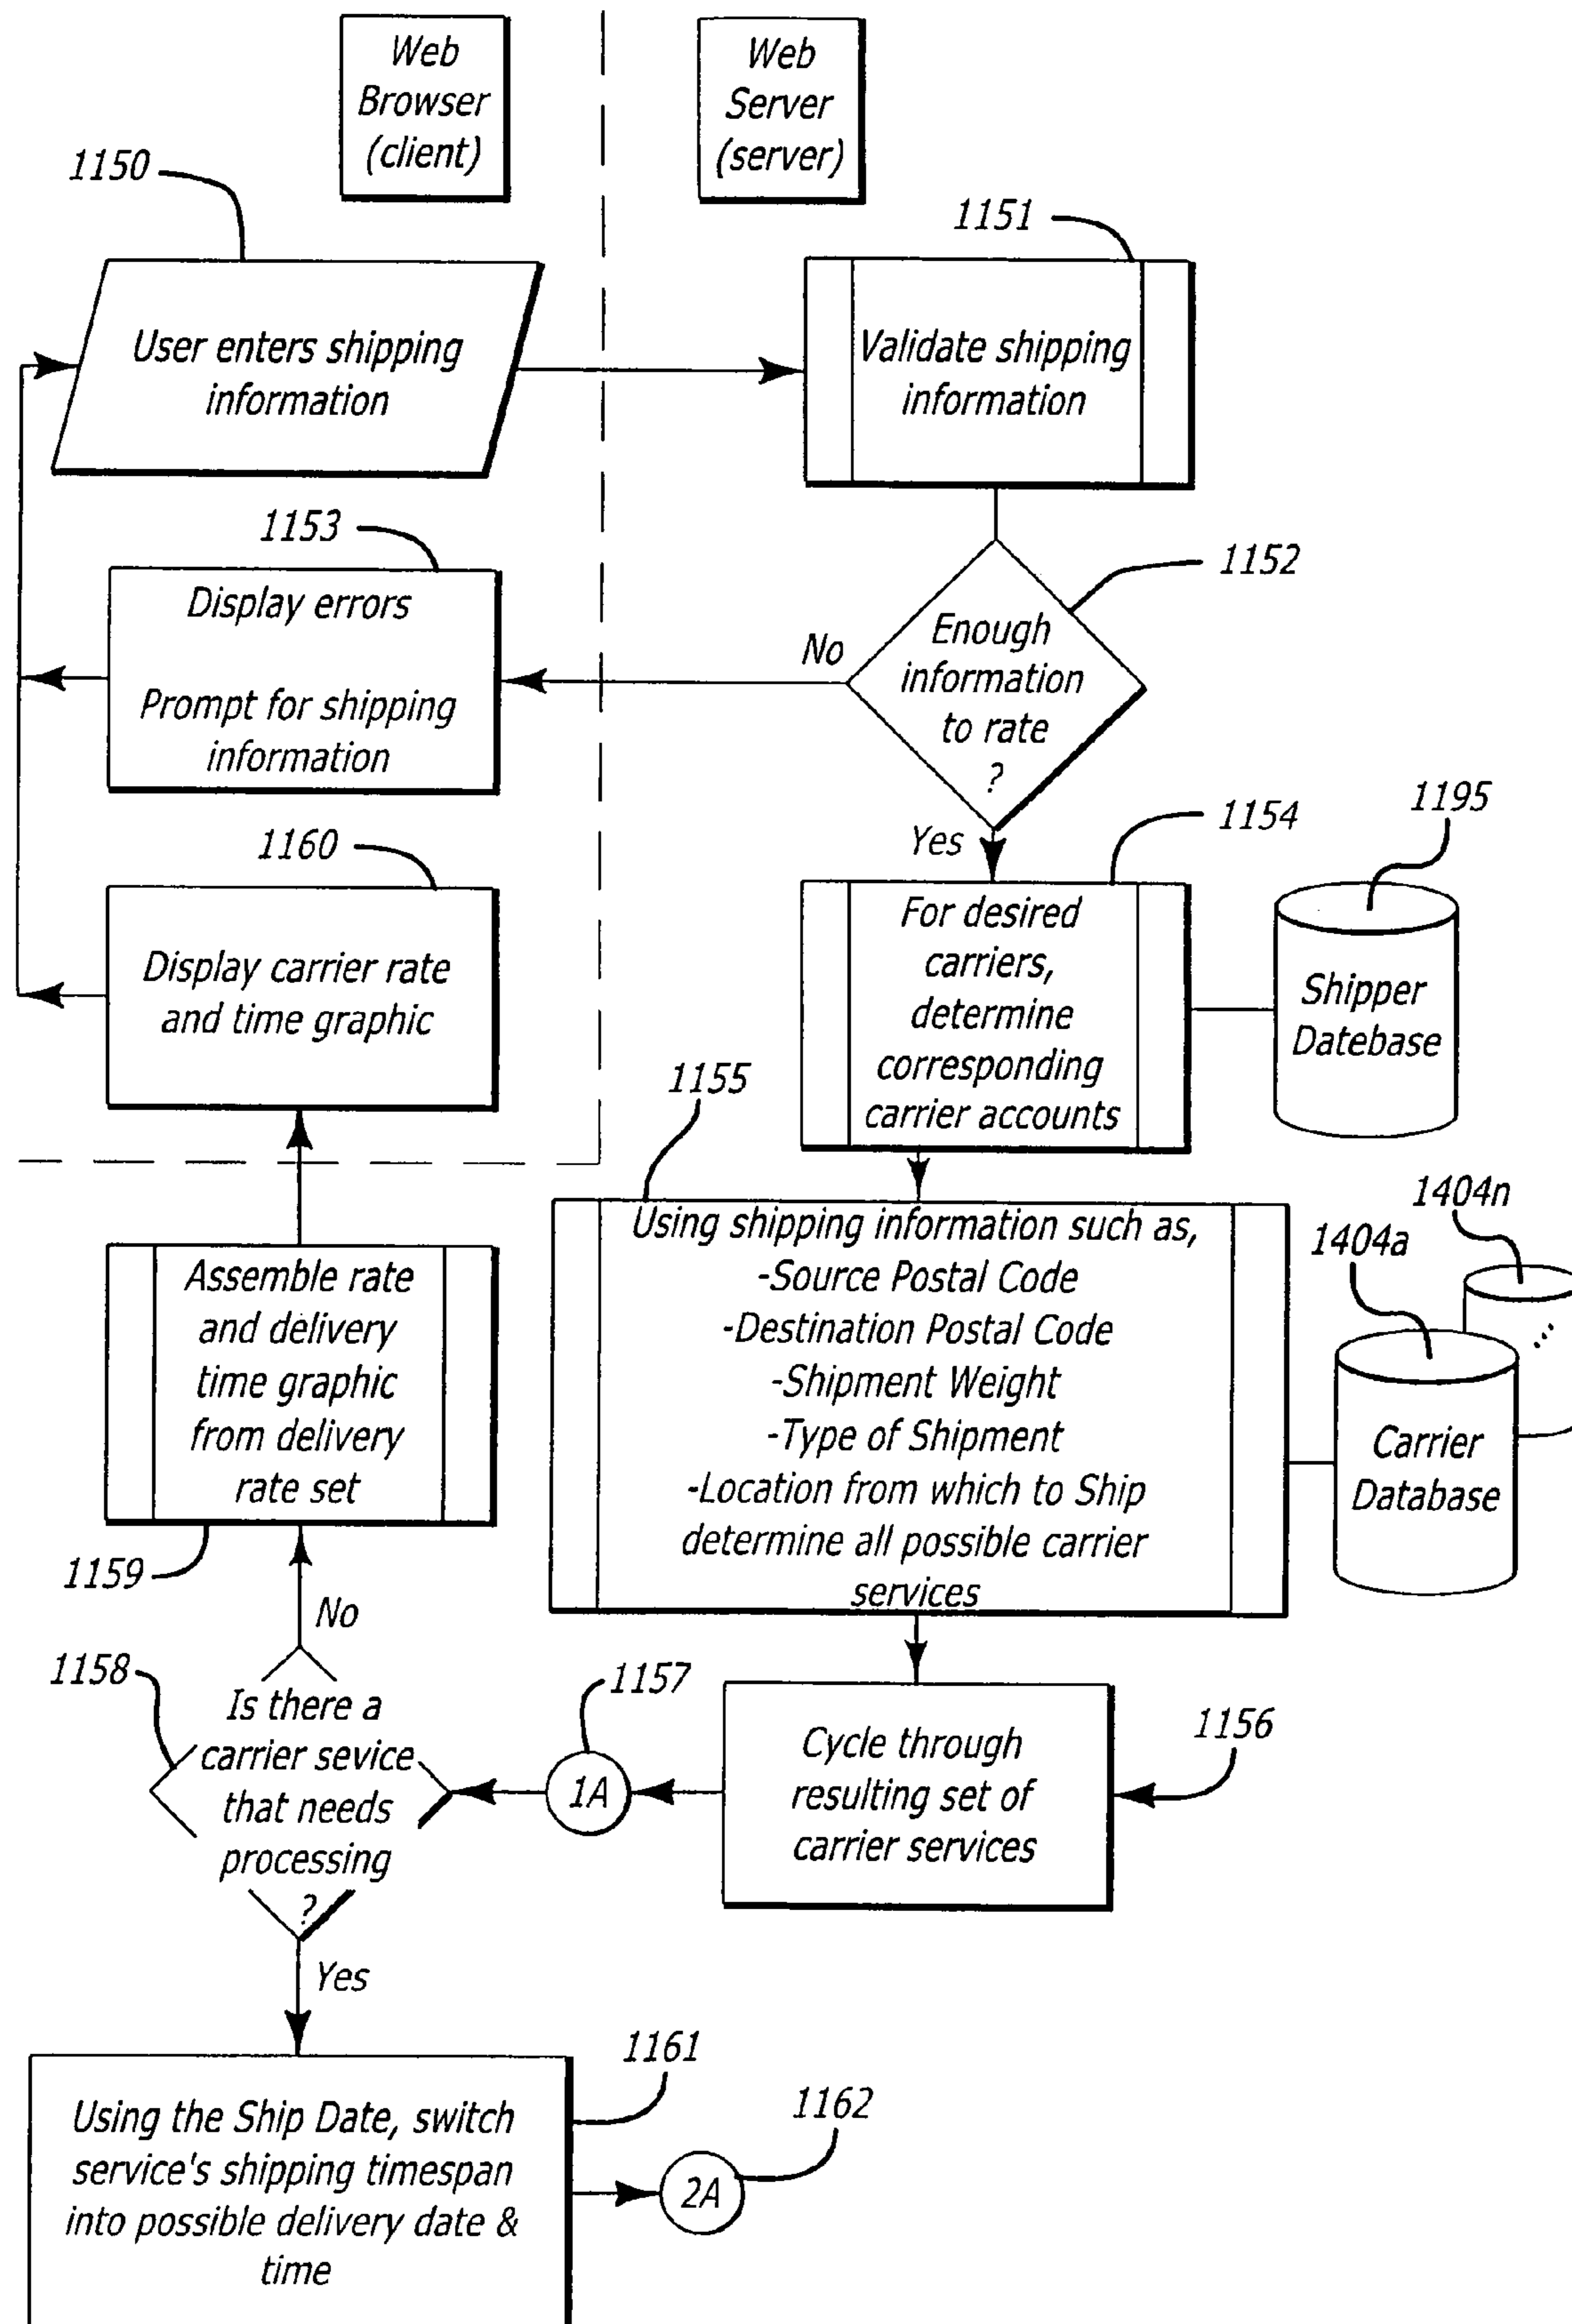 Web
Browser
(client)
Web
Server
(server)
1150
1151
User enters shipping
information
Validate shipping
information
1153
1152
Display errors
Prompt for shipping
information
No
Enough
information
to rate
?
Yes
1154
1195
1160
Display carrier rate
and time graphic
For desired
carriers,
determine
corresponding
carrier accounts
Shipper
Datebase
1155
1404n
1404a
Using shipping information such as,
-Source Postal Code
-Destination Postal Code
-Shipment Weight
-Type of Shipment
-Location from which to Ship
determine all possible carrier
services
Carrier
Database
Assemble rate
and delivery
time graphic
from delivery
rate set
1159
No
1158
Is there a
carrier sevice
that needs
processing
?
1157
1A
Cycle through
resulting set of
carrier services
1156
Yes
1161
Using the Ship Date, switch
service's shipping timespan
into possible delivery date &
time
1162
2A